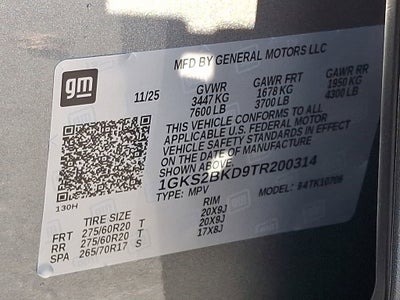 gm
MFD BY GENERAL MOTORS LLC
11/25 GVWR GAWR FRT GAWR RR
3447 KG 1678 KG 1950 KG
7600 LB 3700 LB 4300 LB
THIS VEHICLE CONFORMS TO ALL
APPLICABLE U.S. FEDERAL MOTOR
VEHICLE SAFETY STANDARDS IN EFFECT
ON THE DATE OF MANUFACTURE
SHOWN ABOVE.
1GKS2BKD9TR200314
TYPE: MPV MODEL: TK10706
130H
TIRE SIZE RIM
FRT 275/60R20 T 20X9J
RR 275/60R20 T 20X9J
SPA 265/70R17 S 17X8J